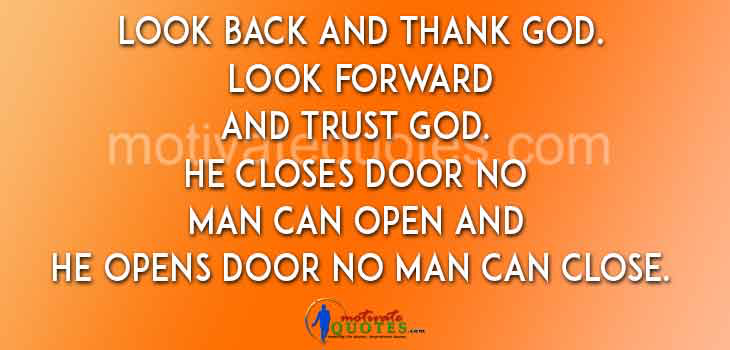 LOOK BACK AND THANK GOD.
LOOK FORWARD
AND TRUST GOD.
motivatequotes.com
HE CLOSES DOOR NO
MAN CAN OPEN AND
HE OPENS DOOR NO MAN CAN CLOSE.
motivate
QUOTES.com